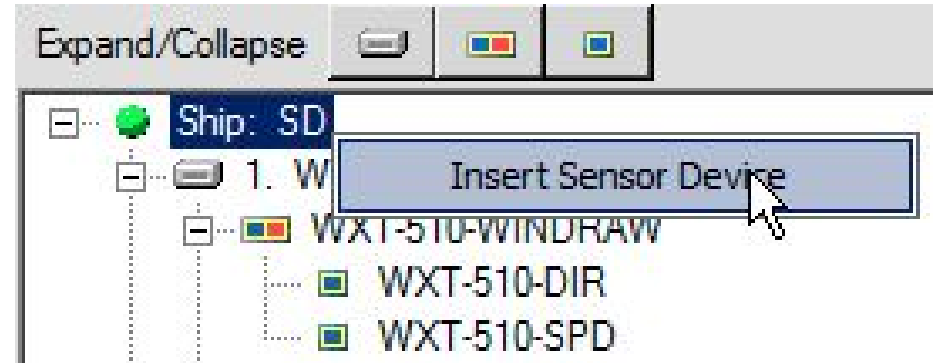 Expand/Collapse
Ship: SD
Insert Sensor Device
1. W
WXT-510-WINDRAW
WXT-510-DIR
WXT-510-SPD